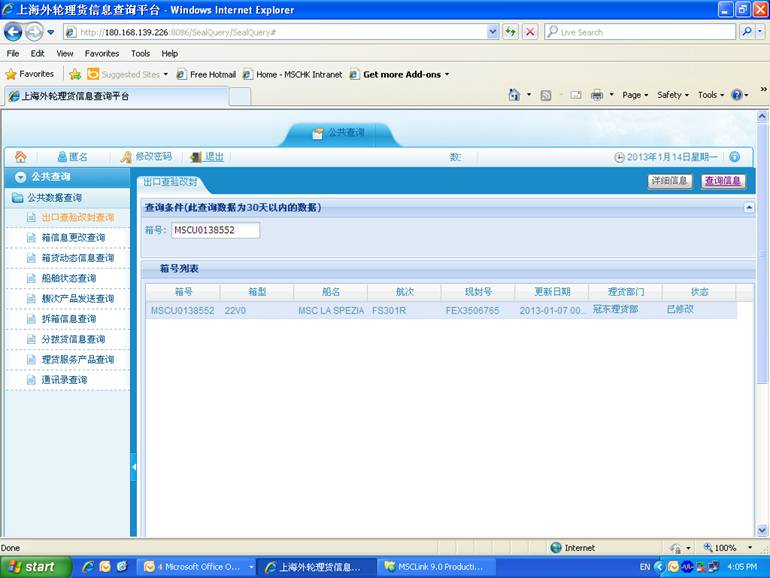 上海外轮理货信息查询平台 - Windows Internet Explorer
http://180.168.139.226:8086/SealQuery/SealQuery#
Live Search
File Edit View Favorites Tools Help
Favorites Suggested Sites Free Hotmail Home - MSCHK Intranet Get more Add-ons
上海外轮理货信息查询平台
Page Safety Tools
公共查询
匿名 修改密码 退出 数: 2013年1月14日星期一
公共查询
公共数据查询
出口查验改封查询
箱信息更改查询
箱货动态信息查询
船舶状态查询
艘次产品发送查询
拆箱信息查询
分拨货信息查询
理货服务产品查询
通讯录查询
出口查验改封 详细信息 查询信息
查询条件(此查询数据为30天以内的数据)
箱号: MSCU0138552
箱号列表
箱号 箱型 船名 航次 现封号 更新日期 理货部门 状态
MSCU0138552 22V0 MSC LA SPEZIA FS301R FEX3506765 2013-01-07 00... 冠东理货部 已修改
Done Internet 100%
start 4 Microsoft Office O... 上海外轮理货信息... MSCLink 9.0 Producti... EN 4:05 PM